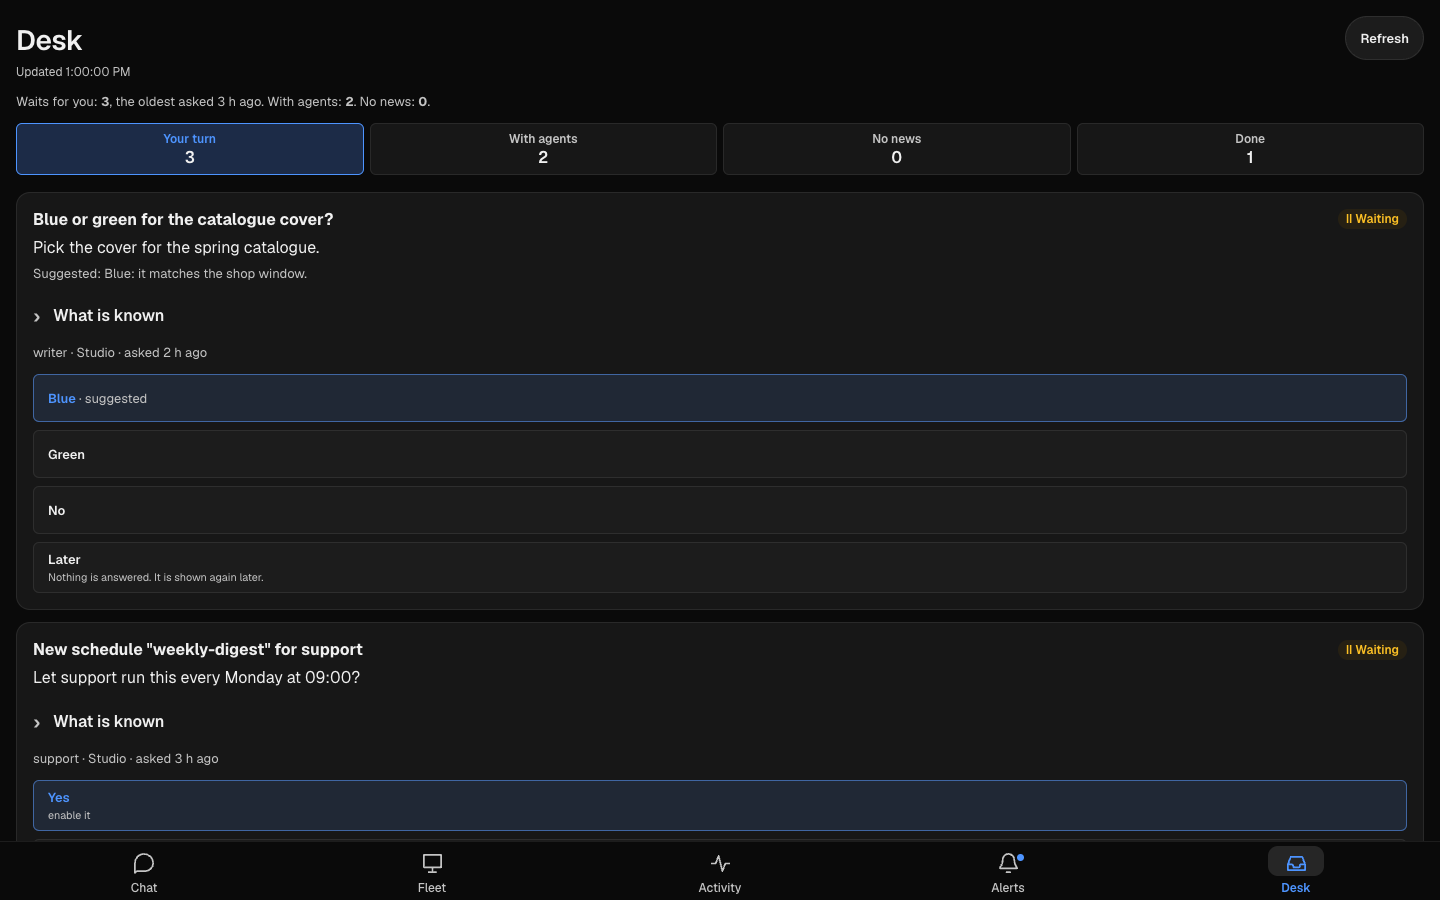 Desk
Refresh
Updated 1:00:00 PM
Waits for you: 3, the oldest asked 3 h ago. With agents: 2. No news: 0.
Your turn
3
With agents
2
No news
0
Done
1
Blue or green for the catalogue cover?
Waiting
Pick the cover for the spring catalogue.
Suggested: Blue: it matches the shop window.
What is known
writer · Studio · asked 2 h ago
Blue · suggested
Green
No
Later
Nothing is answered. It is shown again later.
New schedule "weekly-digest" for support
Waiting
Let support run this every Monday at 09:00?
What is known
support · Studio · asked 3 h ago
Yes
enable it
Chat
Fleet
Activity
Alerts
Desk